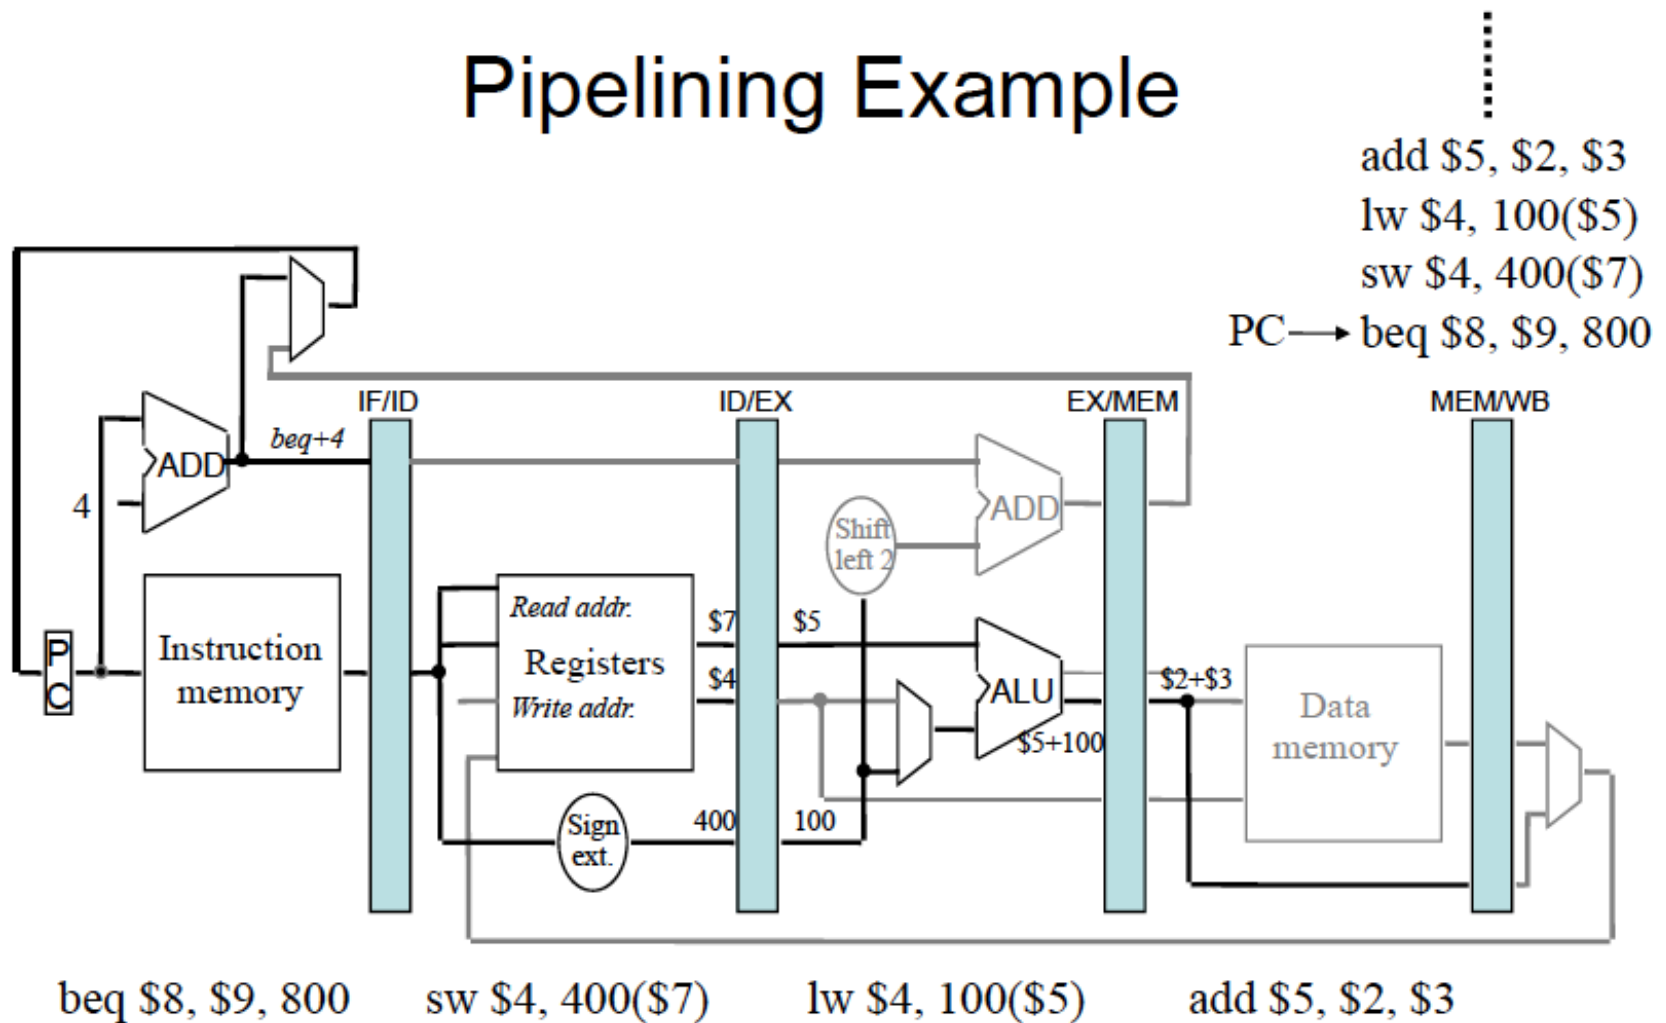 Pipelining Example
add $5, $2, $3
lw $4, 100($5)
sw $4, 400($7)
PC beq $8, $9, 800
IF/ID
ID/EX
EX/MEM
MEM/WB
beq+4
ADD
4
ADD
Shift
left 2
P
C
Instruction
memory
Read addr.
Registers
Write addr.
$7
$4
$5
ALU
$2+$3
$5+100
Data
memory
Sign
ext.
400
100
beq $8, $9, 800
sw $4, 400($7)
lw $4, 100($5)
add $5, $2, $3